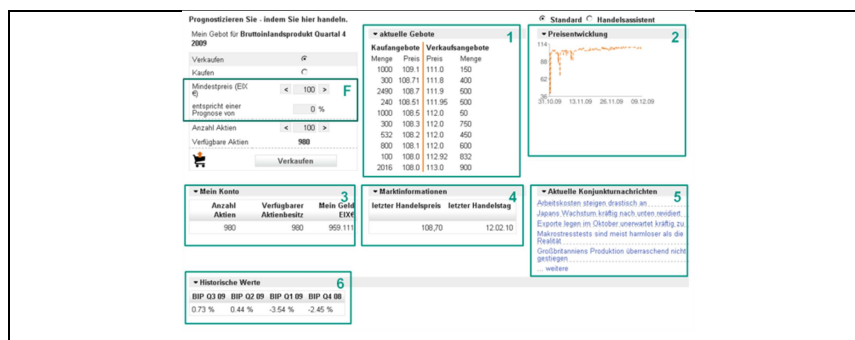 Prognostizieren Sie - indem Sie hier handeln.
Standard Handelsassistent
Mein Gebot für Bruttoinlandsprodukt Quartal 4
2009
Verkaufen
Kaufen
Mindestpreis (EIX
€)
< 100 >
F
entspricht einer
Prognose von
0 %
Anzahl Aktien < 100 >
Verfügbare Aktien 980
Verkaufen
aktuelle Gebote 1
Kaufangebote Verkaufsangebote
Menge Preis Preis Menge
1000 109.1 111.0 150
300 108.71 111.8 400
2490 108.7 111.9 500
240 108.51 111.95 500
1000 108.5 112.0 50
300 108.3 112.0 750
532 108.2 112.0 450
800 108.1 112.0 600
100 108.0 112.92 832
2016 108.0 113.0 900
Preisentwicklung 2
114
88
62
36
31.10.09 13.11.09 26.11.09 09.12.09
Mein Konto 3
Anzahl Aktien Verfügbarer Aktienbesitz Mein Geld EIX€
980 980 959.111
Marktinformationen 4
letzter Handelspreis letzter Handelstag
108,70 12.02.10
Aktuelle Konjunkturnachrichten 5
Arbeitskosten steigen drastisch an
Japans Wachstum kräftig nach unten revidiert
Exporte legen im Oktober unerwartet kräftig zu
Makrostresstests sind meist harmloser als die
Realität
Großbritanniens Produktion überraschend nicht
gestiegen
... weitere
Historische Werte 6
BIP Q3 09 BIP Q2 09 BIP Q1 09 BIP Q4 08
0.73 % 0.44 % -3.54 % -2.45 %